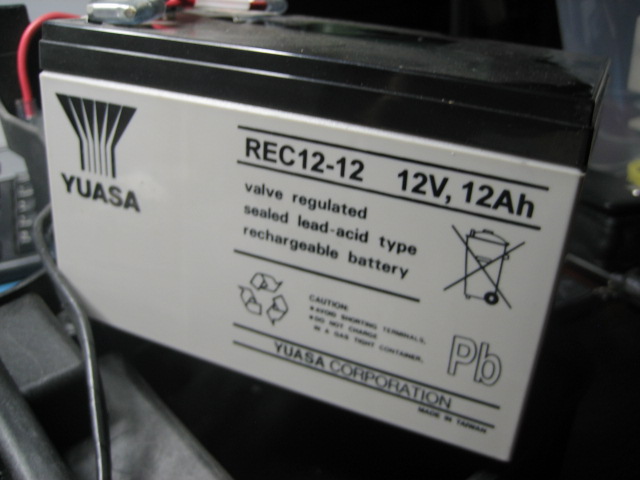 YUASA
REC12-12 12V, 12Ah
valve regulated
sealed lead-acid type
rechargeable battery
CAUTION:
AVOID SHORTING TERMINALS.
DO NOT CHARGE
IN A GAS TIGHT CONTAINER.
Pb
YUASA CORPORATION
MADE IN TAIWAN